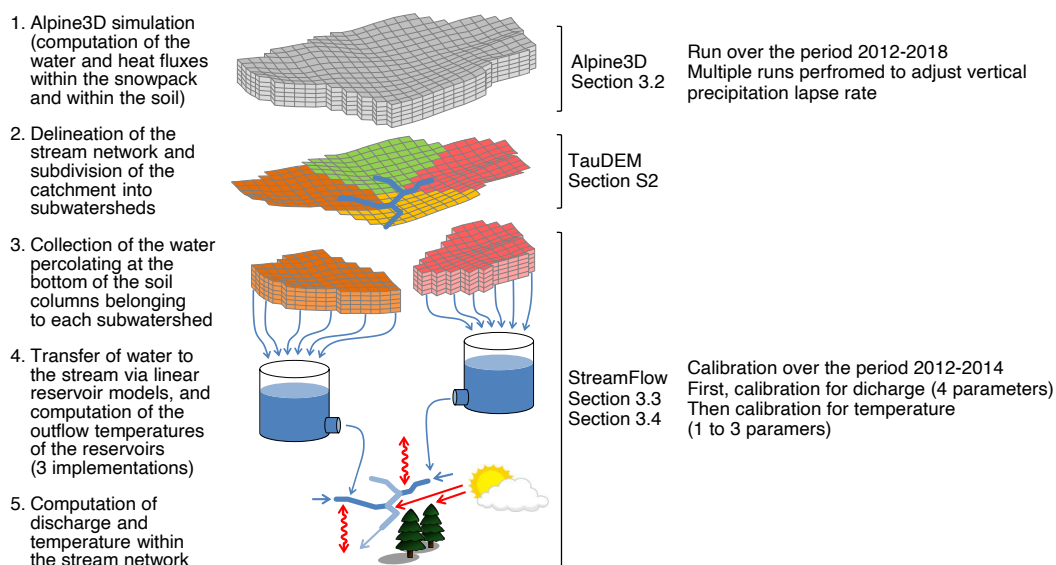 1. Alpine3D simulation
(computation of the
water and heat fluxes
within the snowpack
and within the soil)
Alpine3D
Section 3.2
Run over the period 2012-2018
Multiple runs perfromed to adjust vertical
precipitation lapse rate
2. Delineation of the
stream network and
subdivision of the
catchment into
subwatersheds
TauDEM
Section S2
3. Collection of the water
percolating at the
bottom of the soil
columns belonging
to each subwatershed
4. Transfer of water to
the stream via linear
reservoir models, and
computation of the
outflow temperatures
of the reservoirs
(3 implementations)
StreamFlow
Section 3.3
Section 3.4
Calibration over the period 2012-2014
First, calibration for dicharge (4 parameters)
Then calibration for temperature
(1 to 3 paramers)
5. Computation of
discharge and
temperature within
the stream network